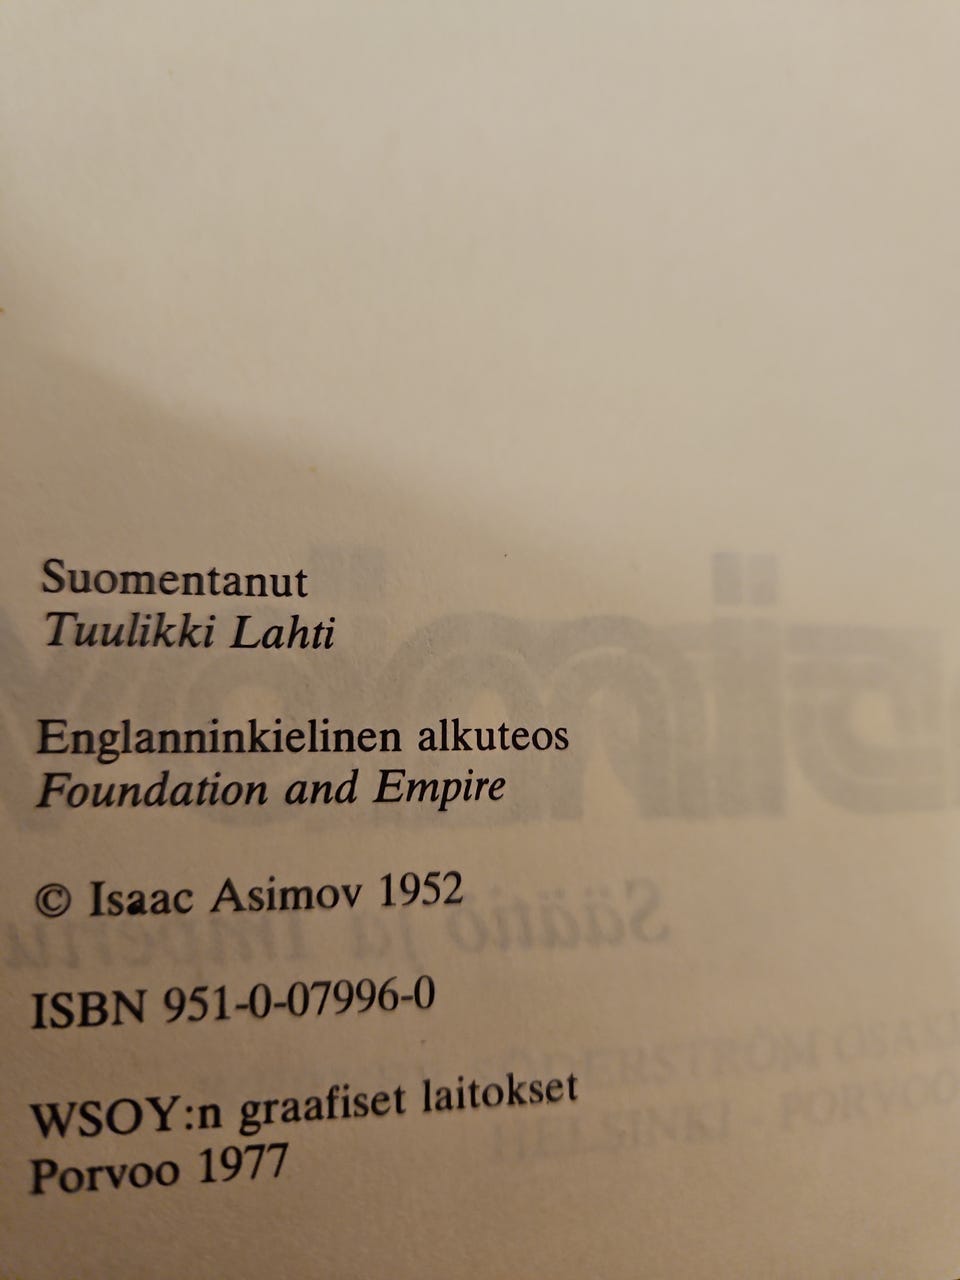 Suomentanut
Tuulikki Lahti
Englanninkielinen alkuteos
Foundation and Empire
© Isaac Asimov 1952
ISBN 951-0-07996-0
WSOY:n graafiset laitokset
Porvoo 1977